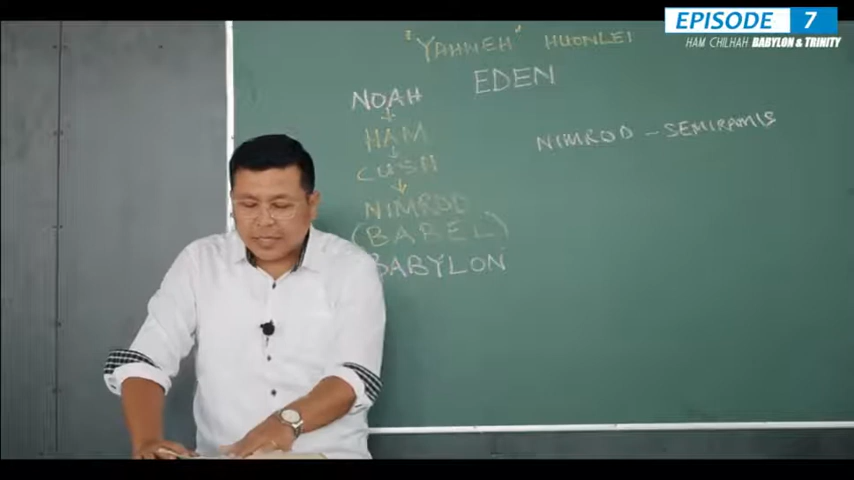 EPISODE 7
HAM CHILHAH BABYLON & TRINITY
"YAHWEH" HUONLEI
EDEN
NOAH
HAM
CUSH
NIMROD
(BABEL)
BABYLON
NIMROD - SEMIRAMIS